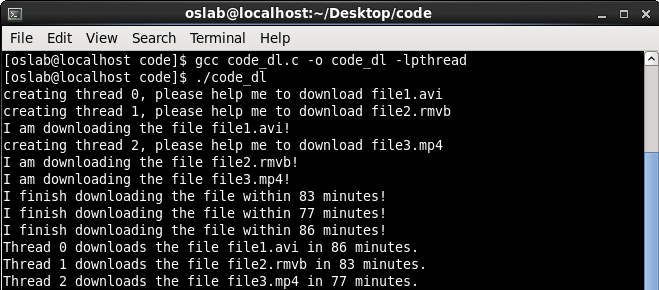 oslab@localhost:~/Desktop/code
File Edit View Search Terminal Help
[oslab@localhost code]$ gcc code_dl.c -o code_dl -lpthread
[oslab@localhost code]$ ./code_dl
creating thread 0, please help me to download file1.avi
creating thread 1, please help me to download file2.rmvb
I am downloading the file file1.avi!
creating thread 2, please help me to download file3.mp4
I am downloading the file file2.rmvb!
I am downloading the file file3.mp4!
I finish downloading the file within 83 minutes!
I finish downloading the file within 77 minutes!
I finish downloading the file within 86 minutes!
Thread 0 downloads the file file1.avi in 86 minutes.
Thread 1 downloads the file file2.rmvb in 83 minutes.
Thread 2 downloads the file file3.mp4 in 77 minutes.